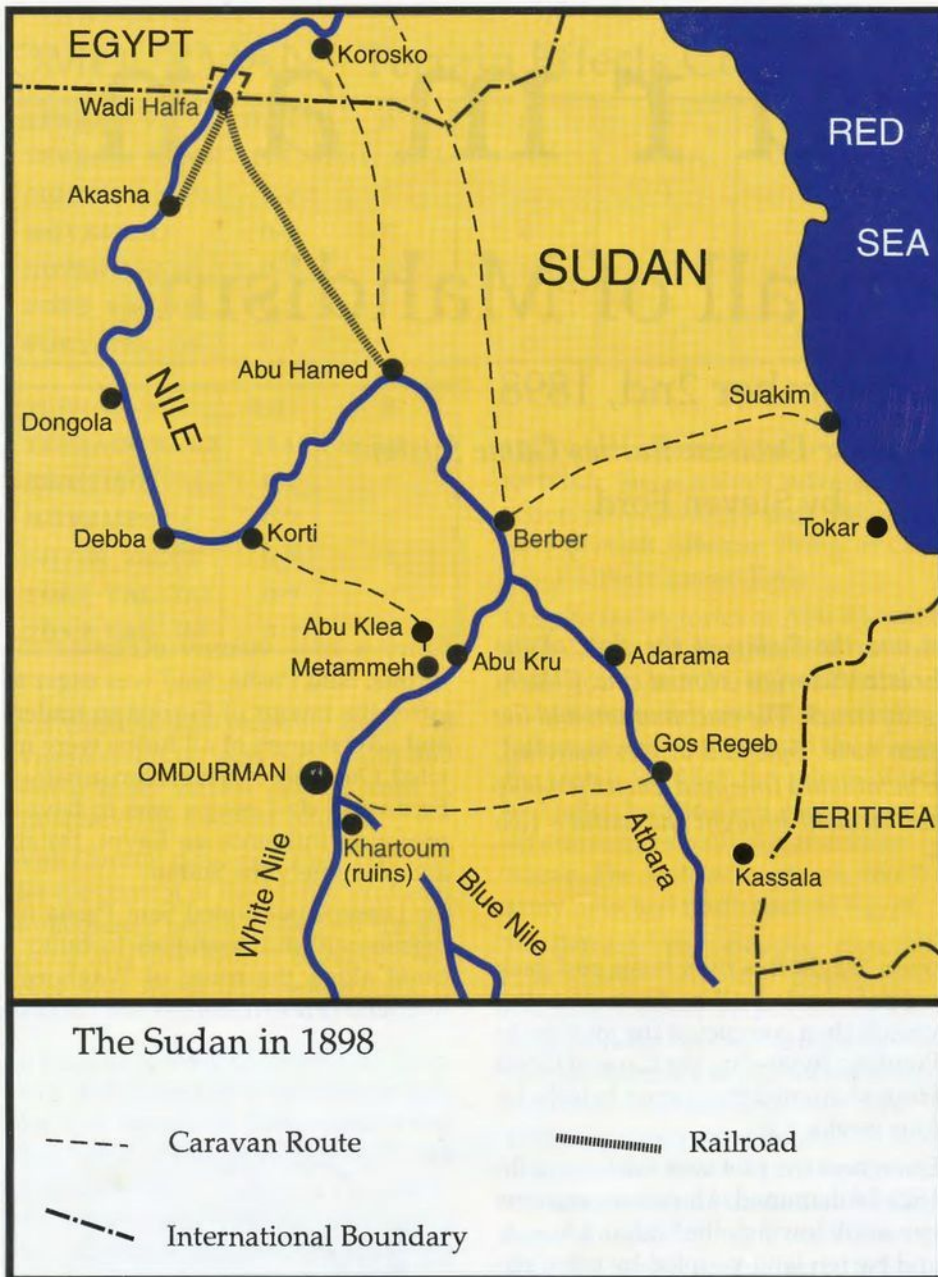 EGYPT
Korosko
Wadi Halfa
RED
SEA
Akasha
SUDAN
Abu Hamed
NILE
Dongola
Suakim
Debba
Korti
Berber
Tokar
Abu Klea
Metammeh
Abu Kru
Adarama
OMDURMAN
Gos Regeb
ERITREA
Khartoum
(ruins)
White Nile
Blue Nile
Atbara
Kassala
The Sudan in 1898
Caravan Route
Railroad
International Boundary